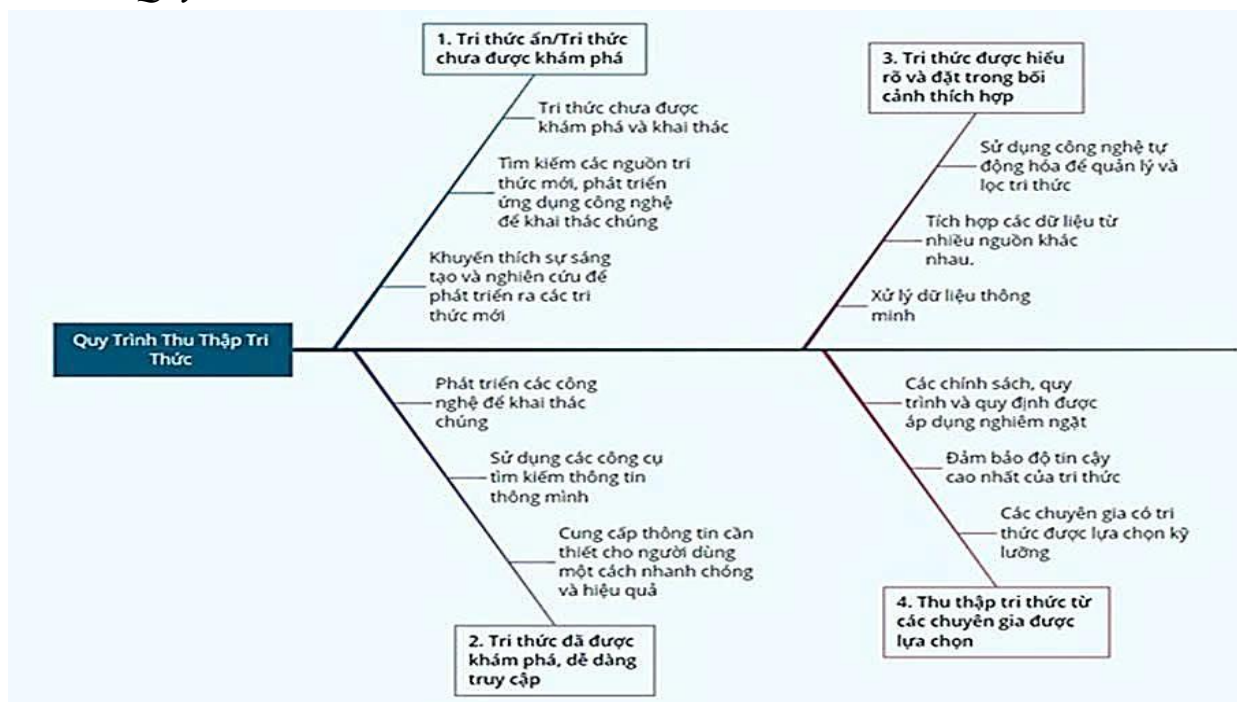 1. Tri thức ẩn/Tri thức
chưa được khám phá
Tri thức chưa được
khám phá và khai thác
Tìm kiếm các nguồn tri
thức mới, phát triển
ứng dụng công nghệ
để khai thác chúng
Khuyến thích sự sáng
tạo và nghiên cứu để
phát triển ra các tri
thức mới
3. Tri thức được hiểu
rõ và đặt trong bối
cảnh thích hợp
Sử dụng công nghệ tự
động hóa để quản lý và
lọc tri thức
Tích hợp các dữ liệu từ
nhiều nguồn khác
nhau.
Xử lý dữ liệu thông
minh
Quy Trình Thu Thập Tri
Thức
Phát triển các công
nghệ để khai thác
chúng
Sử dụng các công cụ
tìm kiếm thông tin
thông mình
Cung cấp thông tin cần
thiết cho người dùng
một cách nhanh chóng
và hiệu quả
2. Tri thức đã được
khám phá, dễ dàng
truy cập
Các chính sách, quy
trình và quy định được
áp dụng nghiêm ngặt
Đảm bảo độ tin cậy
cao nhất của tri thức
Các chuyên gia có tri
thức được lựa chọn kỹ
lưỡng
4. Thu thập tri thức từ
các chuyên gia được
lựa chọn